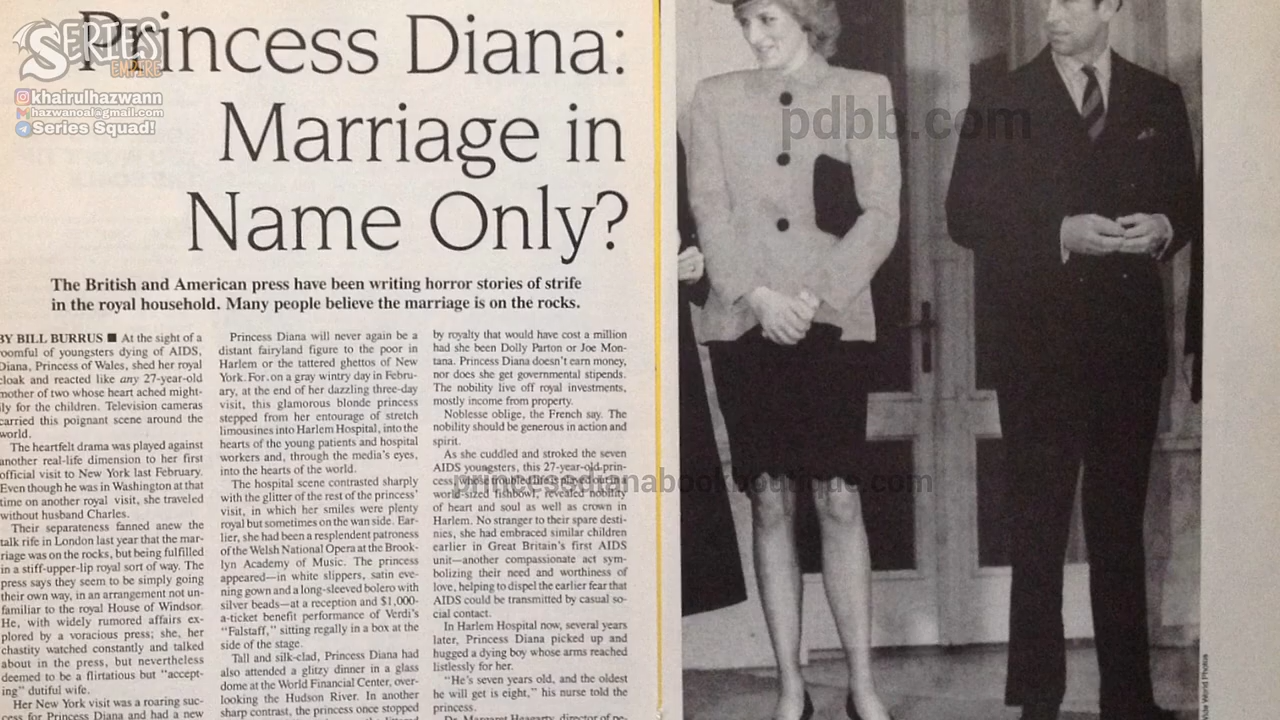 SERIES
EMPIRE
@khairulhazwann
hazwanoal@gmail.com
Series Squad!
Princess Diana:
Marriage in
Name Only?
The British and American press have been writing horror stories of strife
in the royal household. Many people believe the marriage is on the rocks.
BY BILL BURRUS ■ At the sight of a
roomful of youngsters dying of AIDS,
Diana, Princess of Wales, shed her royal
cloak and reacted like any 27-year-old
mother of two whose heart ached might-
ily for the children. Television cameras
carried this poignant scene around the
world.
The heartfelt drama was played against
another real-life dimension to her first
official visit to New York last February.
Even though he was in Washington at that
time on another royal visit, she traveled
without husband Charles.
Their separateness fanned anew the
talk rife in London last year that the mar-
riage was on the rocks, but being fulfilled
in a stiff-upper-lip royal sort of way. The
press says they seem to be simply going
their own way, in an arrangement not un-
familiar to the royal House of Windsor.
He, with widely rumored affairs ex-
plored by a voracious press; she, her
chastity watched constantly and talked
about in the press, but nevertheless
deemed to be a flirtatious but "accept-
ing" dutiful wife.
Her New York visit was a roaring suc-
cess for Princess Diana and had a new
Princess Diana will never again be a
distant fairyland figure to the poor in
Harlem or the tattered ghettos of New
York. For, on a gray wintry day in Febru-
ary, at the end of her dazzling three-day
visit, this glamorous blonde princess
stepped from her entourage of stretch
limousines into Harlem Hospital, into the
hearts of the young patients and hospital
workers and, through the media's eyes,
into the hearts of the world.
The hospital scene contrasted sharply
with the glitter of the rest of the princess'
visit, in which her smiles were plenty
royal but sometimes on the wan side. Ear-
lier, she had been a resplendent patroness
of the Welsh National Opera at the Brook-
lyn Academy of Music. The princess
appeared—in white slippers, satin eve-
ning gown and a long-sleeved bolero with
silver beads—at a reception and $1,000-
a-ticket benefit performance of Verdi's
"Falstaff," sitting regally in a box at the
side of the stage.
Tall and silk-clad, Princess Diana had
also attended a glitzy dinner in a glass
dome at the World Financial Center, over-
looking the Hudson River. In another
sharp contrast, the princess once stopped
by royalty that would have cost a million
had she been Dolly Parton or Joe Mon-
tana. Princess Diana doesn't earn money,
nor does she get governmental stipends.
The nobility live off royal investments,
mostly income from property.
Noblesse oblige, the French say. The
nobility should be generous in action and
spirit.
As she cuddled and stroked the seven
AIDS youngsters, this 27-year-old prin-
cess, whose troubled life is played out in a
world-sized fishbowl, revealed nobility
of heart and soul as well as crown in
Harlem. No stranger to their spare desti-
nies, she had embraced similar children
earlier in Great Britain's first AIDS
unit—another compassionate act sym-
bolizing their need and worthiness of
love, helping to dispel the earlier fear that
AIDS could be transmitted by casual so-
cial contact.
In Harlem Hospital now, several years
later, Princess Diana picked up and
hugged a dying boy whose arms reached
listlessly for her.
"He's seven years old, and the oldest
he will get is eight," his nurse told the
princess.
Dr. Margaret Heagarty, director of pe-
pdbb.com
princessdianabookboutique.com
World Photos